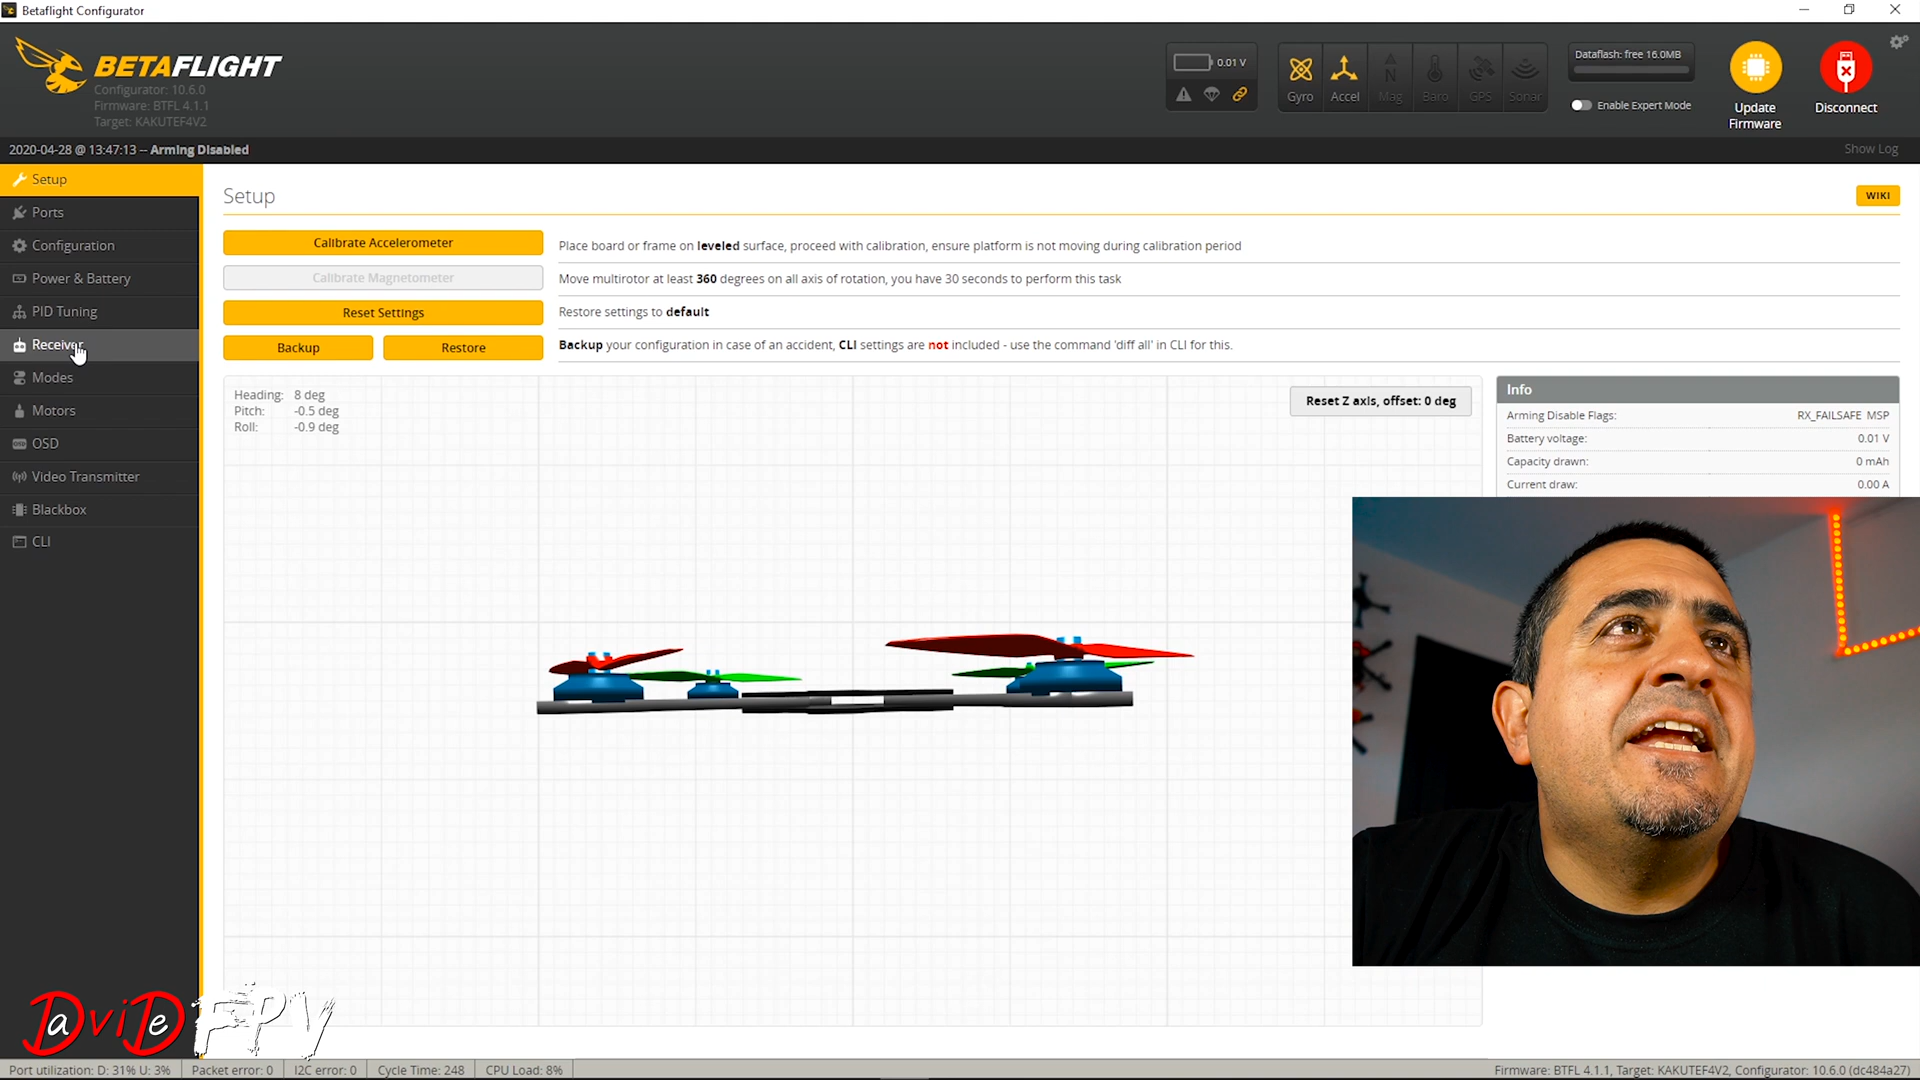 Betaflight Configurator
BETAFLIGHT
Configurator: 10.6.0
Firmware: BTFL 4.1.1
Target: KAKUTEF4V2
0.01 V
Gyro
Accel
Mag
Baro
GPS
Sonar
Dataflash: free 16.0MB
Enable Expert Mode
Update
Firmware
Disconnect
2020-04-28 @ 13:47:13 -- Arming Disabled
Show Log
Setup
Ports
Configuration
Power & Battery
PID Tuning
Receiver
Modes
Motors
OSD
Video Transmitter
Blackbox
CLI
Setup
WIKI
Calibrate Accelerometer
Place board or frame on leveled surface, proceed with calibration, ensure platform is not moving during calibration period
Calibrate Magnetometer
Move multirotor at least 360 degrees on all axis of rotation, you have 30 seconds to perform this task
Reset Settings
Restore settings to default
Backup
Restore
Backup your configuration in case of an accident, CLI settings are not included - use the command 'diff all' in CLI for this.
Heading: 8 deg
Pitch: -0.5 deg
Roll: -0.9 deg
Reset Z axis, offset: 0 deg
Info
Arming Disable Flags: RX_FAILSAFE MSP
Battery voltage: 0.01 V
Capacity drawn: 0 mAh
Current draw: 0.00 A
DaviDe FPV
Port utilization: D: 31% U: 3%
Packet error: 0
I2C error: 0
Cycle Time: 248
CPU Load: 8%
Firmware: BTFL 4.1.1, Target: KAKUTEF4V2, Configurator: 10.6.0 (dc484a27)